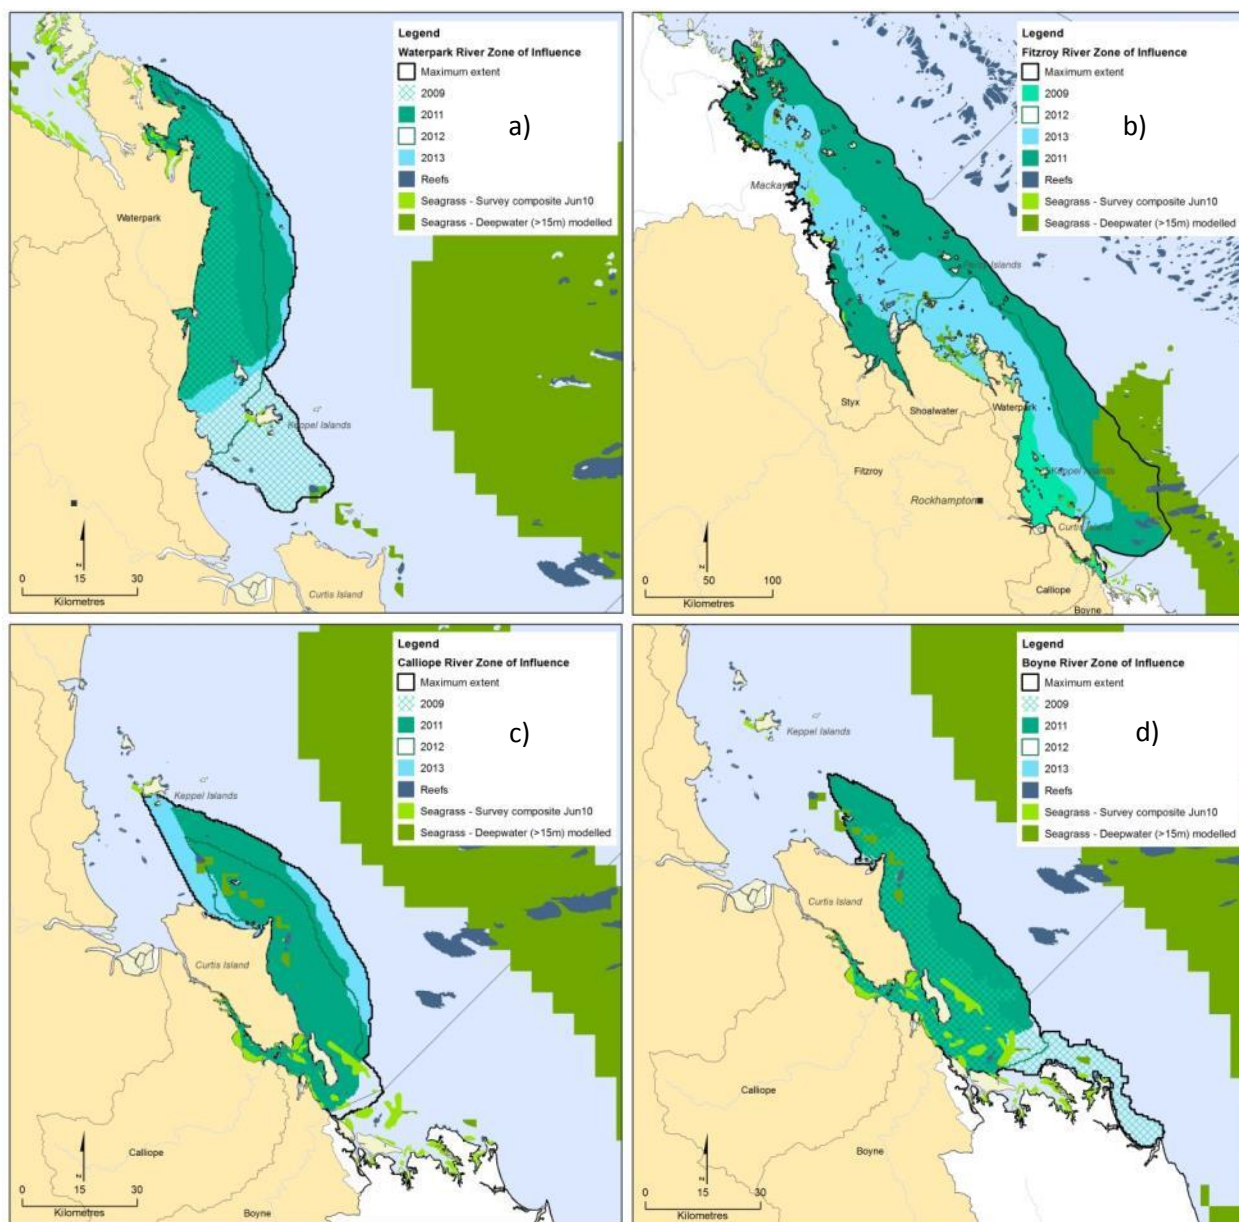 Legend
Waterpark River Zone of Influence
Maximum extent
2009
2011
2012
2013
Reefs
Seagrass - Survey composite Jun10
Seagrass - Deepwater (>15m) modelled
a)
Waterpark
Keppel Islands
Curtis Island
N
0 15 30
Kilometres
Legend
Fitzroy River Zone of Influence
Maximum extent
2009
2012
2013
2011
Reefs
Seagrass - Survey composite Jun10
Seagrass - Deepwater (>15m) modelled
b)
Mackay
Percy Islands
Styx
Shoalwater
Waterpark
Fitzroy
Keppel Islands
Rockhampton
Curtis Island
Calliope
Boyne
N
0 50 100
Kilometres
Legend
Calliope River Zone of Influence
Maximum extent
2009
2011
2012
2013
Reefs
Seagrass - Survey composite Jun10
Seagrass - Deepwater (>15m) modelled
c)
Keppel Islands
Curtis Island
Calliope
Boyne
N
0 15 30
Kilometres
Legend
Boyne River Zone of Influence
Maximum extent
2009
2011
2012
2013
Reefs
Seagrass - Survey composite Jun10
Seagrass - Deepwater (>15m) modelled
d)
Keppel Islands
Curtis Island
Calliope
Boyne
N
0 15 30
Kilometres